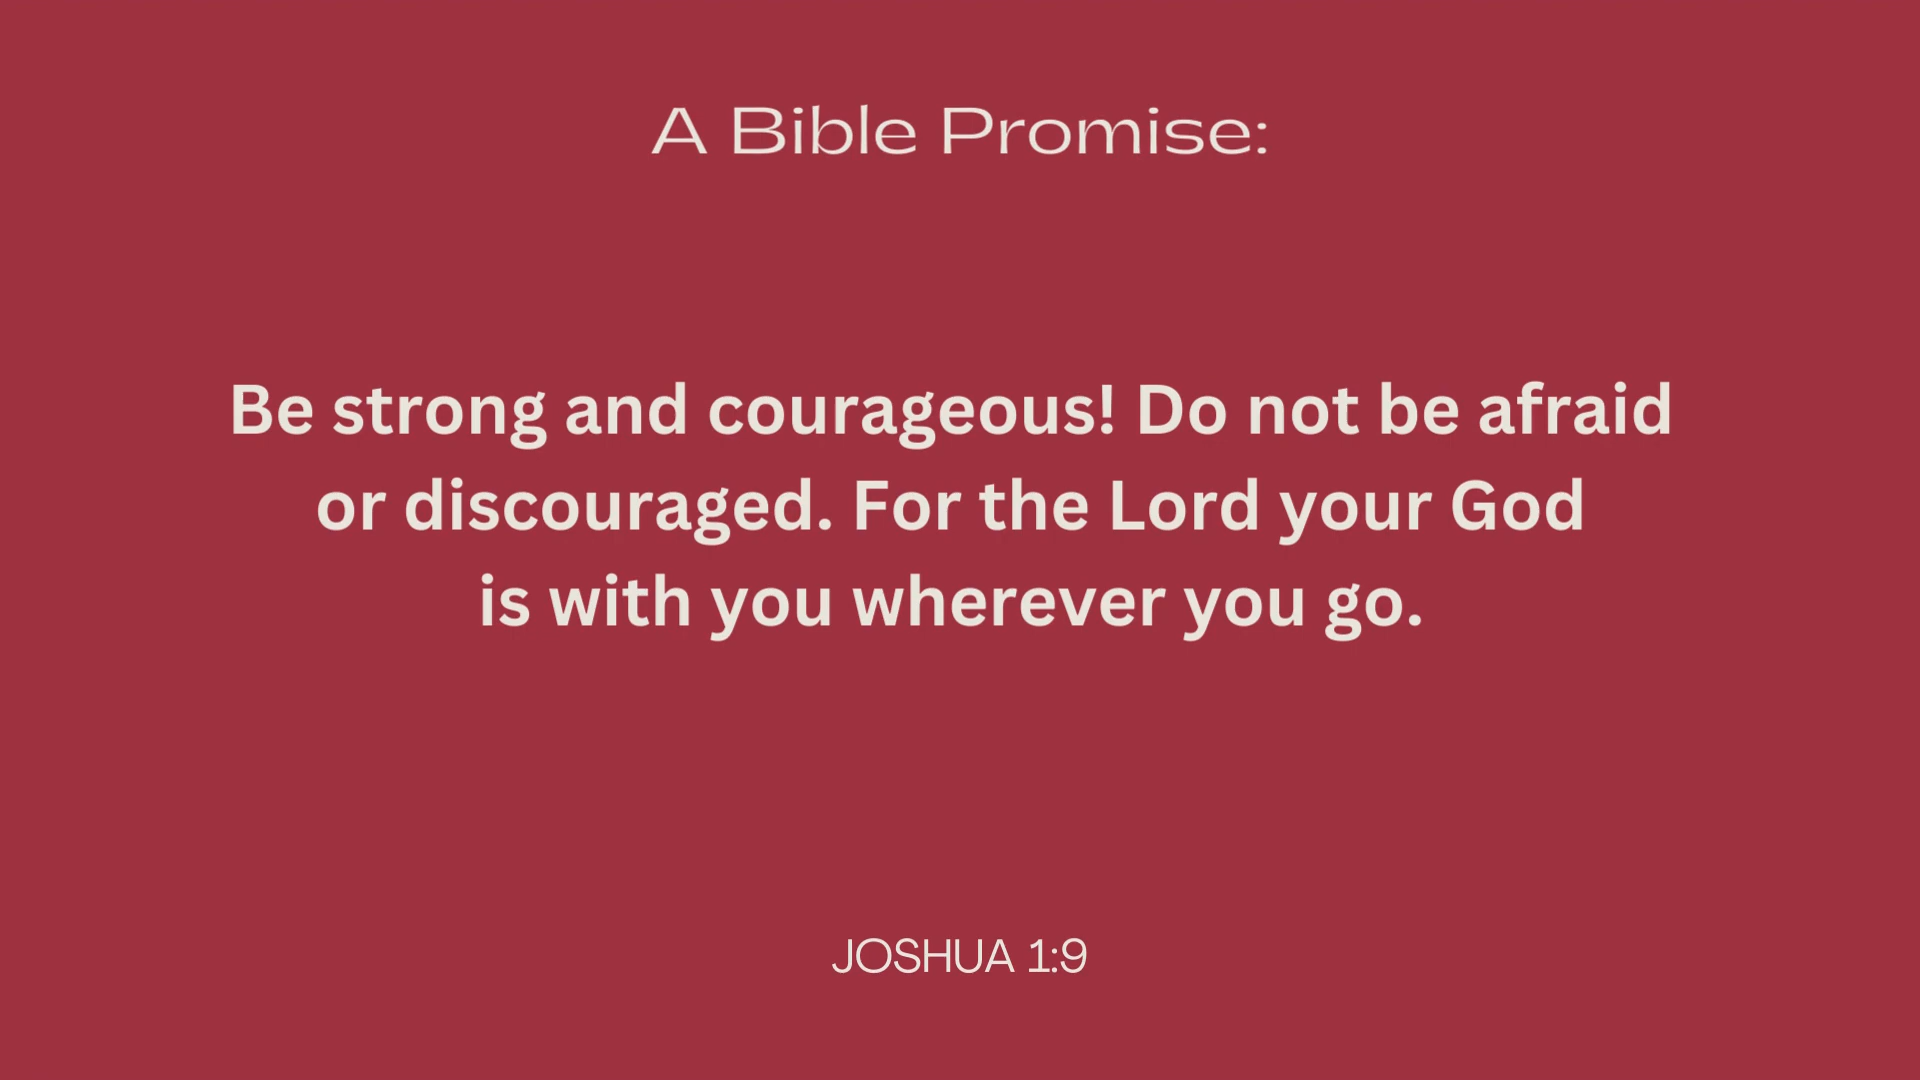 A Bible Promise:
Be strong and courageous! Do not be afraid
or discouraged. For the Lord your God
is with you wherever you go.
JOSHUA 1:9